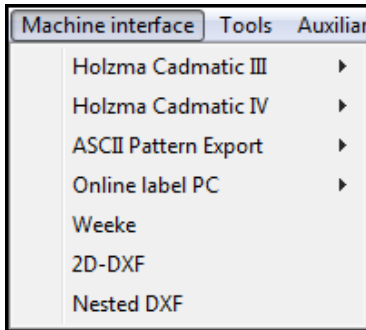 Machine interface Tools Auxiliar
Holzma Cadmatic III
Holzma Cadmatic IV
ASCII Pattern Export
Online label PC
Weeke
2D-DXF
Nested DXF